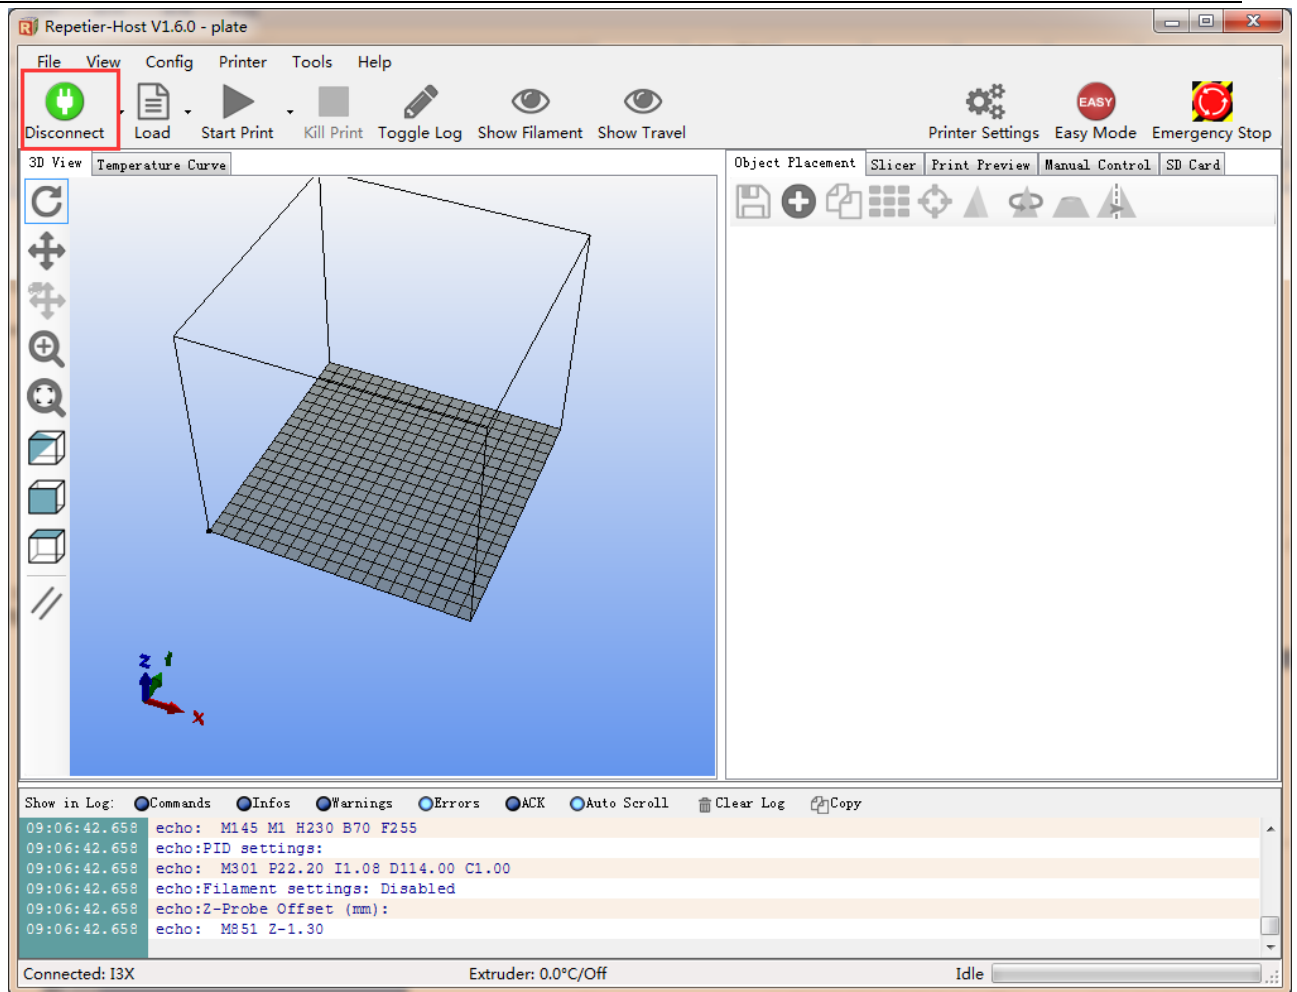 Repetier-Host V1.6.0 - plate
File View Config Printer Tools Help
Disconnect Load Start Print Kill Print Toggle Log Show Filament Show Travel Printer Settings EASY Easy Mode Emergency Stop
3D View Temperature Curve Object Placement Slicer Print Preview Manual Control SD Card
Z
X
Show in Log: Commands Infos Warnings Errors ACK Auto Scroll Clear Log Copy
09:06:42.658 echo: M145 M1 H230 B70 F255
09:06:42.658 echo:PID settings:
09:06:42.658 echo: M301 P22.20 I1.08 D114.00 C1.00
09:06:42.658 echo:Filament settings: Disabled
09:06:42.658 echo:Z-Probe Offset (mm):
09:06:42.658 echo: M851 Z-1.30
Connected: I3X Extruder: 0.0°C/Off Idle